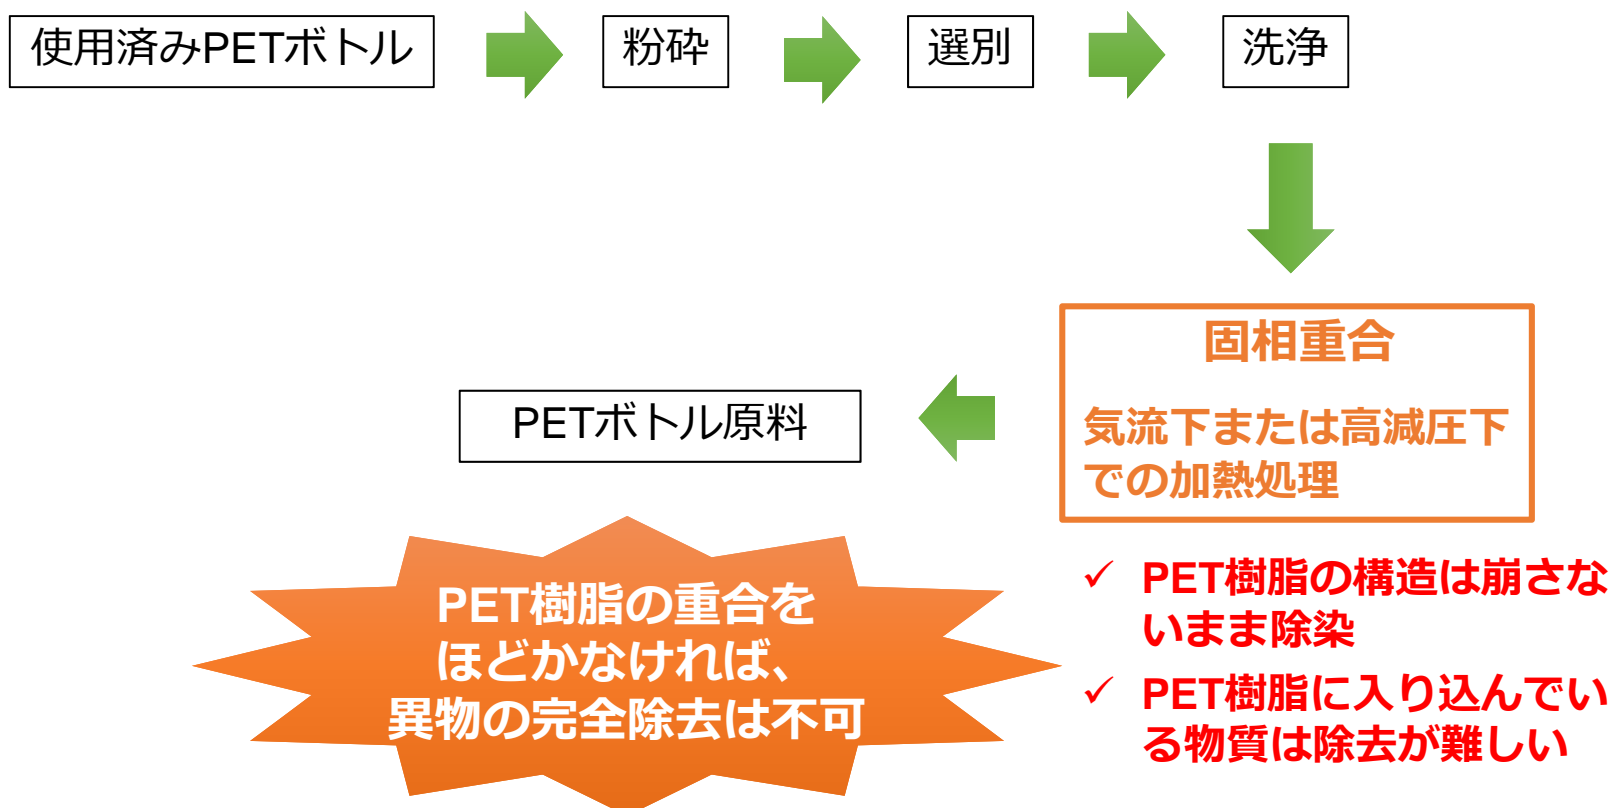 使用済みPETボトル
粉砕
選別
洗浄
固相重合
気流下または高減圧下
での加熱処理
PETボトル原料
✓ PET樹脂の構造は崩さな
いまま除染
✓ PET樹脂に入り込んでい
る物質は除去が難しい
PET樹脂の重合を
ほどかなければ、
異物の完全除去は不可